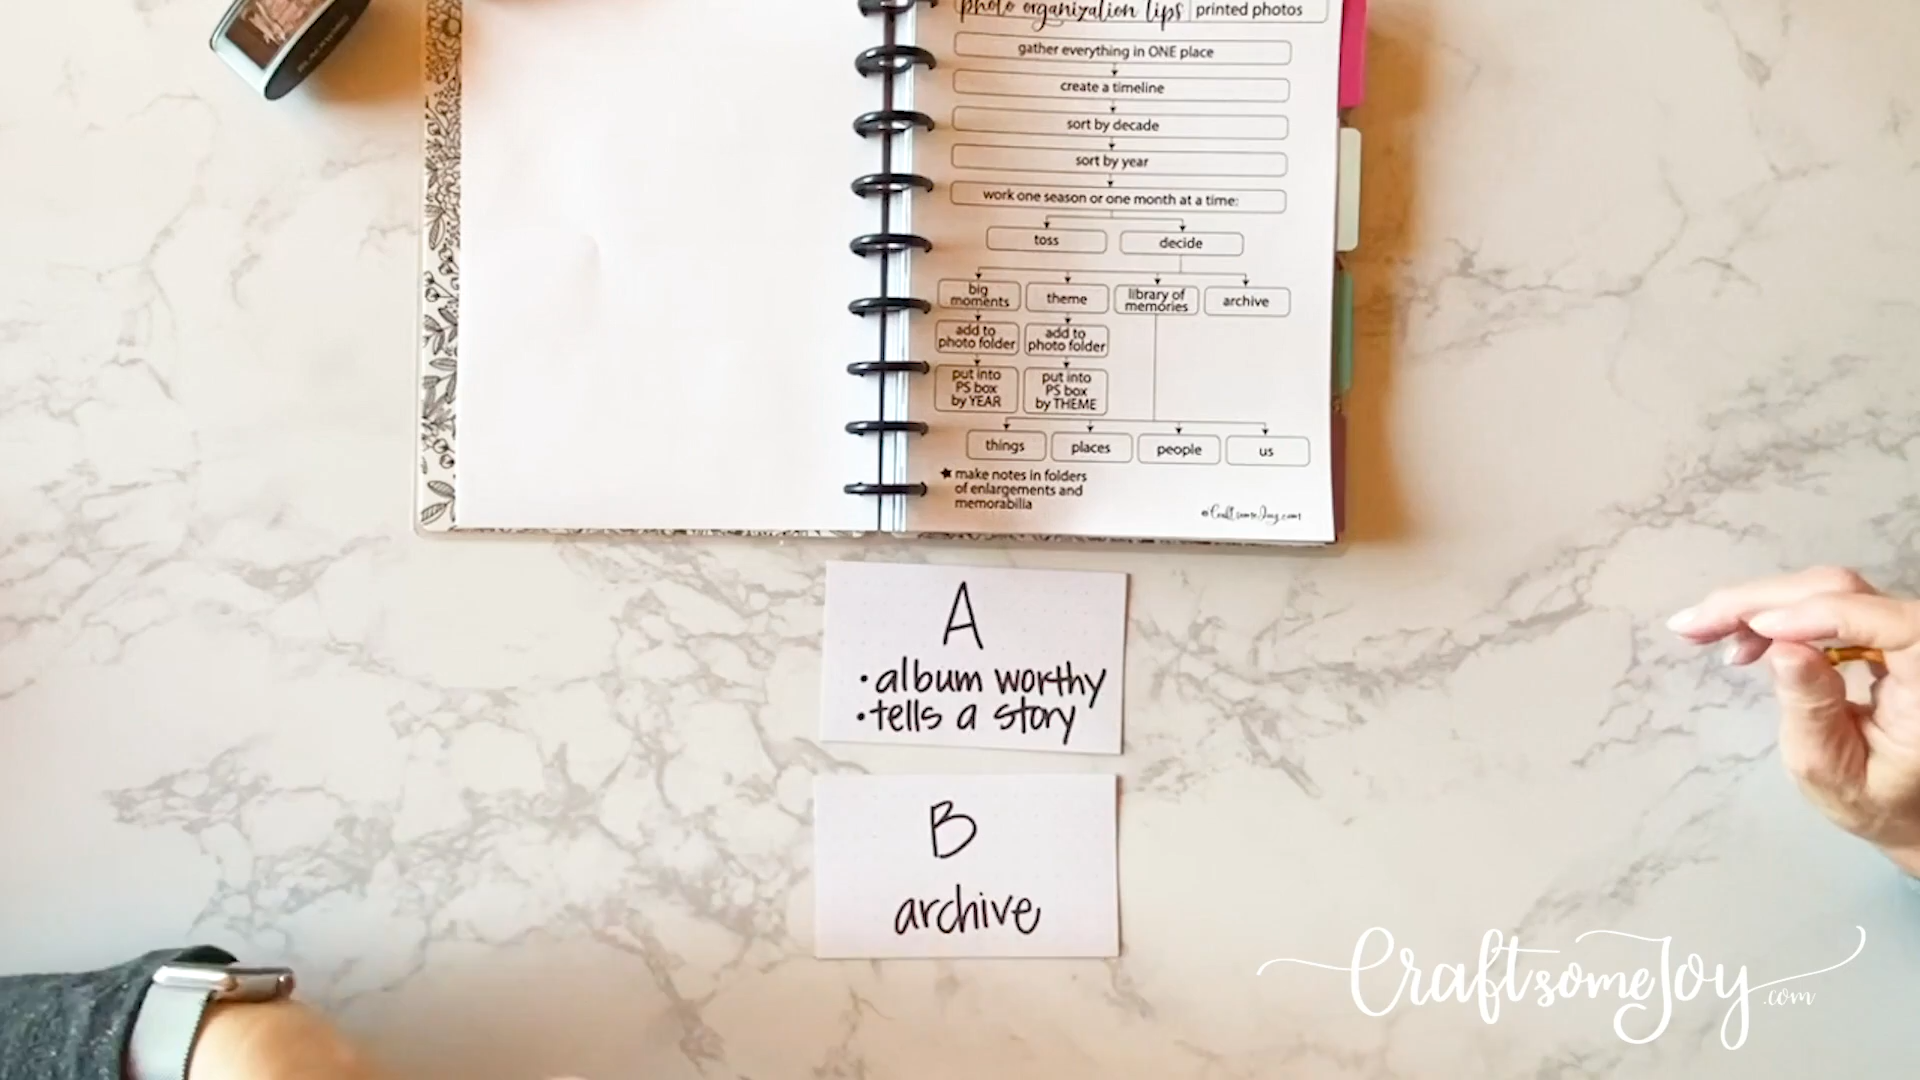 photo organization tips | printed photos
gather everything in ONE place
create a timeline
sort by decade
sort by year
work one season or one month at a time:
toss
decide
big
moments
theme
library of
memories
archive
add to
photo folder
add to
photo folder
put into
PS box
by YEAR
put into
PS box
by THEME
things
places
people
us
★ make notes in folders
of enlargements and
memorabilia
©CraftsomeJoy.com
A
• album worthy
• tells a story
B
archive
CraftsomeJoy.com